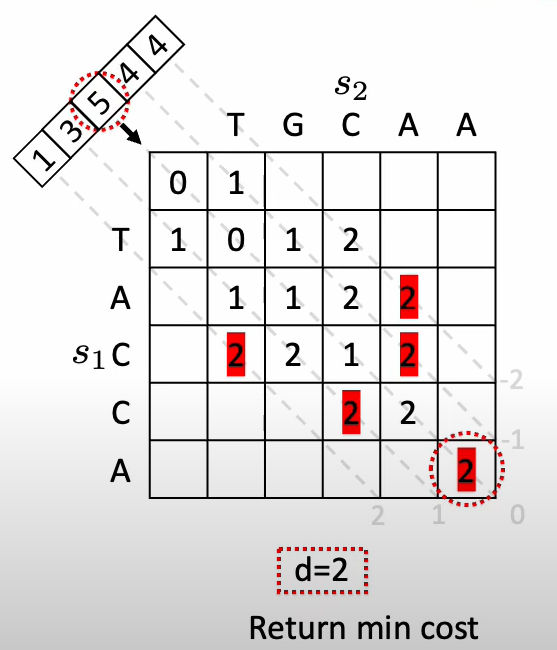 1 3 5 4 4
s₂
T G C A A
0 1
T 1 0 1 2
A 1 1 2 2
s₁ C 2 2 1 2
-2
C 2 2
-1
A 2
2 1 0
d=2
Return min cost